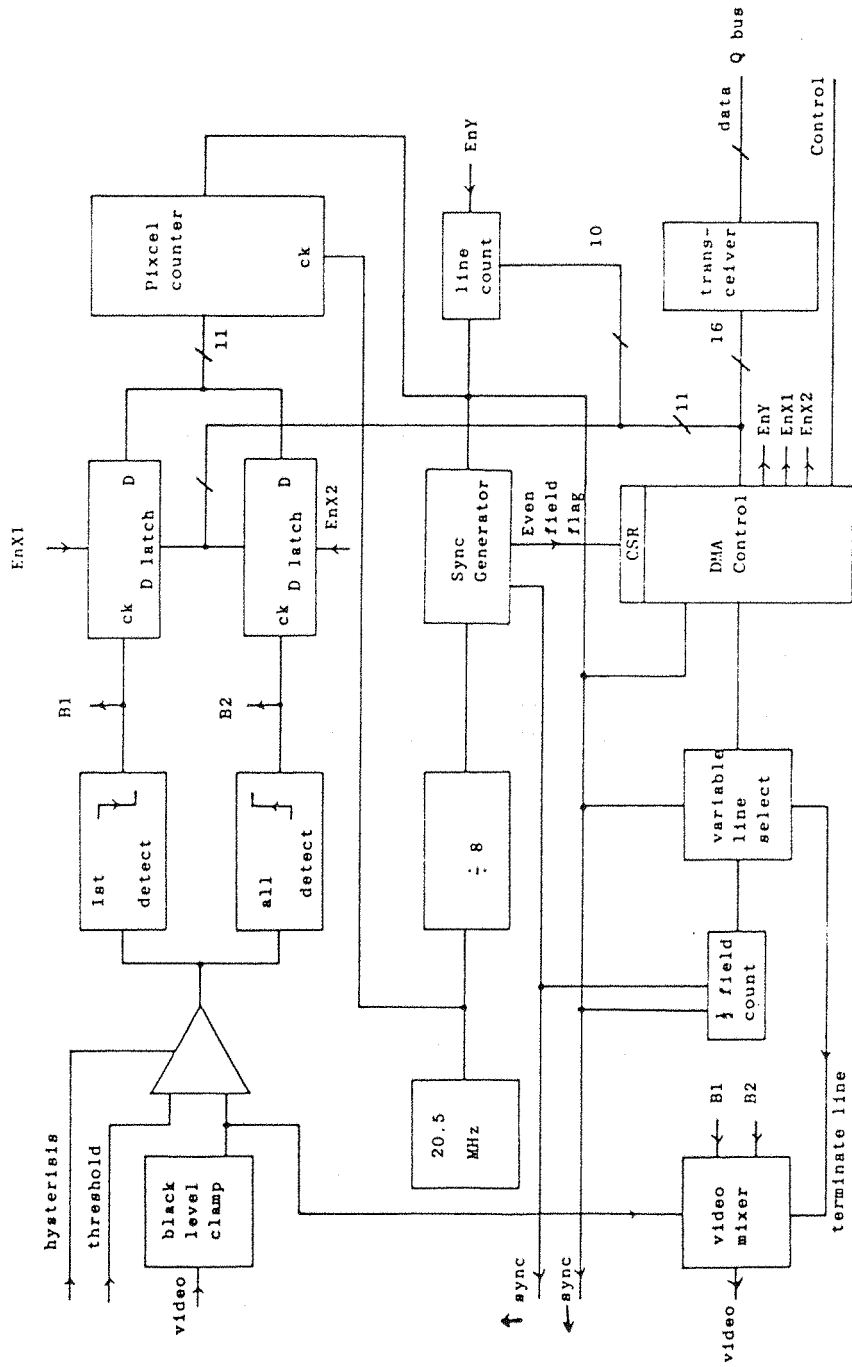 hysterisis
threshold
video
black
level
clamp
1st
detect
all
detect
B1
B2
EnX1
ck
D latch
D
ck
D latch
D
EnX2
11
Pixcel
counter
ck
20.5
MHz
÷ 8
Sync
Generator
Even
field
flag
line
count
EnY
10
sync
sync
½ field
count
variable
line
select
CSR
DMA
Control
EnY
EnX1
EnX2
11
16
trans-
ceiver
data
Q bus
Control
B1
B2
video
mixer
video
terminate line